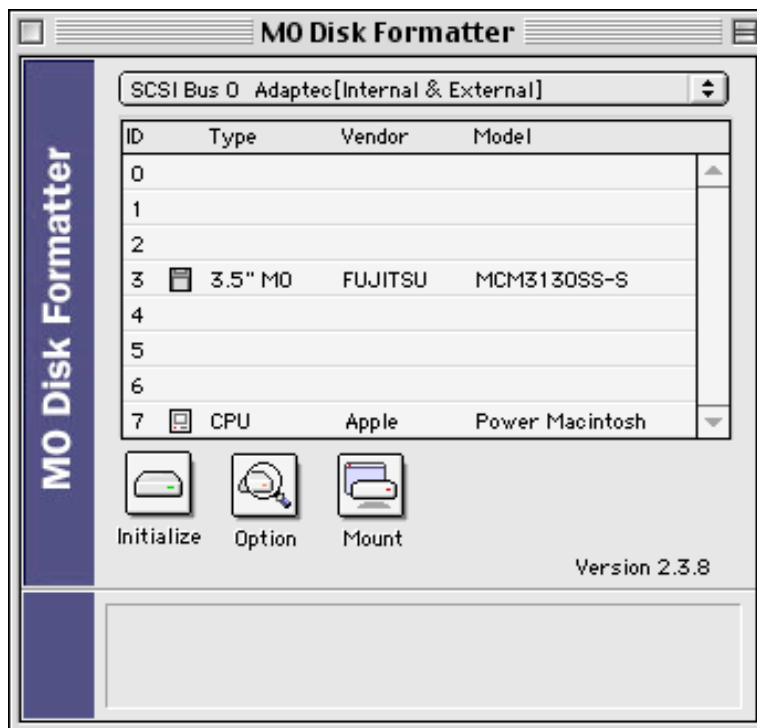 MO Disk Formatter
MO Disk Formatter
SCSI Bus 0 Adaptec[Internal & External]
ID Type Vendor Model
0
1
2
3 3.5" MO FUJITSU MCM3130SS-S
4
5
6
7 CPU Apple Power Macintosh
Initialize Option Mount
Version 2.3.8